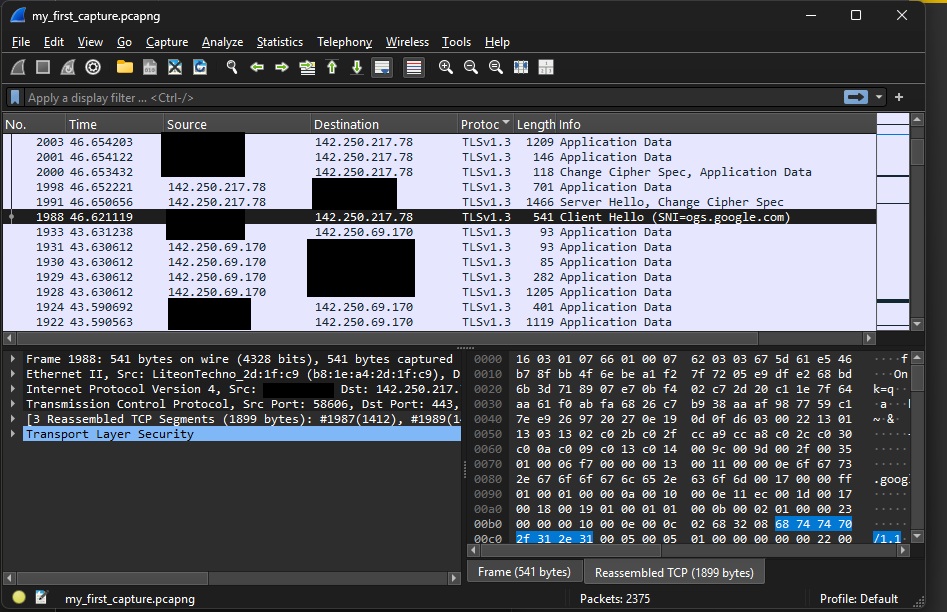 my_first_capture.pcapng
File Edit View Go Capture Analyze Statistics Telephony Wireless Tools Help
Apply a display filter ... <Ctrl-/>
No. Time Source Destination Protoc Length Info
2003 46.654203 142.250.217.78 TLSv1.3 1209 Application Data
2001 46.654122 142.250.217.78 TLSv1.3 146 Application Data
2000 46.653432 142.250.217.78 TLSv1.3 118 Change Cipher Spec, Application Data
1998 46.652221 142.250.217.78 TLSv1.3 701 Application Data
1991 46.650656 142.250.217.78 TLSv1.3 1466 Server Hello, Change Cipher Spec
1988 46.621119 142.250.217.78 TLSv1.3 541 Client Hello (SNI=ogs.google.com)
1933 43.631238 142.250.69.170 TLSv1.3 93 Application Data
1931 43.630612 142.250.69.170 TLSv1.3 93 Application Data
1930 43.630612 142.250.69.170 TLSv1.3 85 Application Data
1929 43.630612 142.250.69.170 TLSv1.3 282 Application Data
1928 43.630612 142.250.69.170 TLSv1.3 1205 Application Data
1924 43.590692 142.250.69.170 TLSv1.3 401 Application Data
1922 43.590563 142.250.69.170 TLSv1.3 1119 Application Data
Frame 1988: 541 bytes on wire (4328 bits), 541 bytes captured
Ethernet II, Src: LiteonTechno_2d:1f:c9 (b8:1e:a4:2d:1f:c9), D
Internet Protocol Version 4, Src: Dst: 142.250.217.
Transmission Control Protocol, Src Port: 58606, Dst Port: 443,
[3 Reassembled TCP Segments (1899 bytes): #1987(1412), #1989(1
Transport Layer Security
0000 16 03 01 07 66 01 00 07 62 03 03 67 5d 61 e5 46 ····f
0010 b7 8f bb 4f 6e be a1 f2 7f 72 05 e9 df e2 68 bd ···On
0020 6b 3d 71 89 07 e7 0b f4 02 c7 2d 20 c1 1e 7f 64 k=q··
0030 aa 61 f0 ab fa 68 26 c7 b9 38 aa af 98 77 59 c1 ·a···
0040 7e e9 26 97 20 27 0e 19 0d 0f d6 03 00 22 13 01 ~·&·
0050 13 03 13 02 c0 2b c0 2f cc a9 cc a8 c0 2c c0 30 ·····
0060 c0 0a c0 09 c0 13 c0 14 00 9c 00 9d 00 2f 00 35 ·····
0070 01 00 06 f7 00 00 00 13 00 11 00 00 0e 6f 67 73 ·····
0080 2e 67 6f 6f 67 6c 65 2e 63 6f 6d 00 17 00 00 ff .goog
0090 01 00 01 00 00 0a 00 10 00 0e 11 ec 00 1d 00 17 ·····
00a0 00 18 00 19 01 00 01 01 00 0b 00 02 01 00 00 23 ·····
00b0 00 00 00 10 00 0e 00 0c 02 68 32 08 68 74 74 70 ·····
00c0 2f 31 2e 31 00 05 00 05 01 00 00 00 00 00 22 00 /1.1·
Frame (541 bytes) Reassembled TCP (1899 bytes)
my_first_capture.pcapng Packets: 2375 Profile: Default